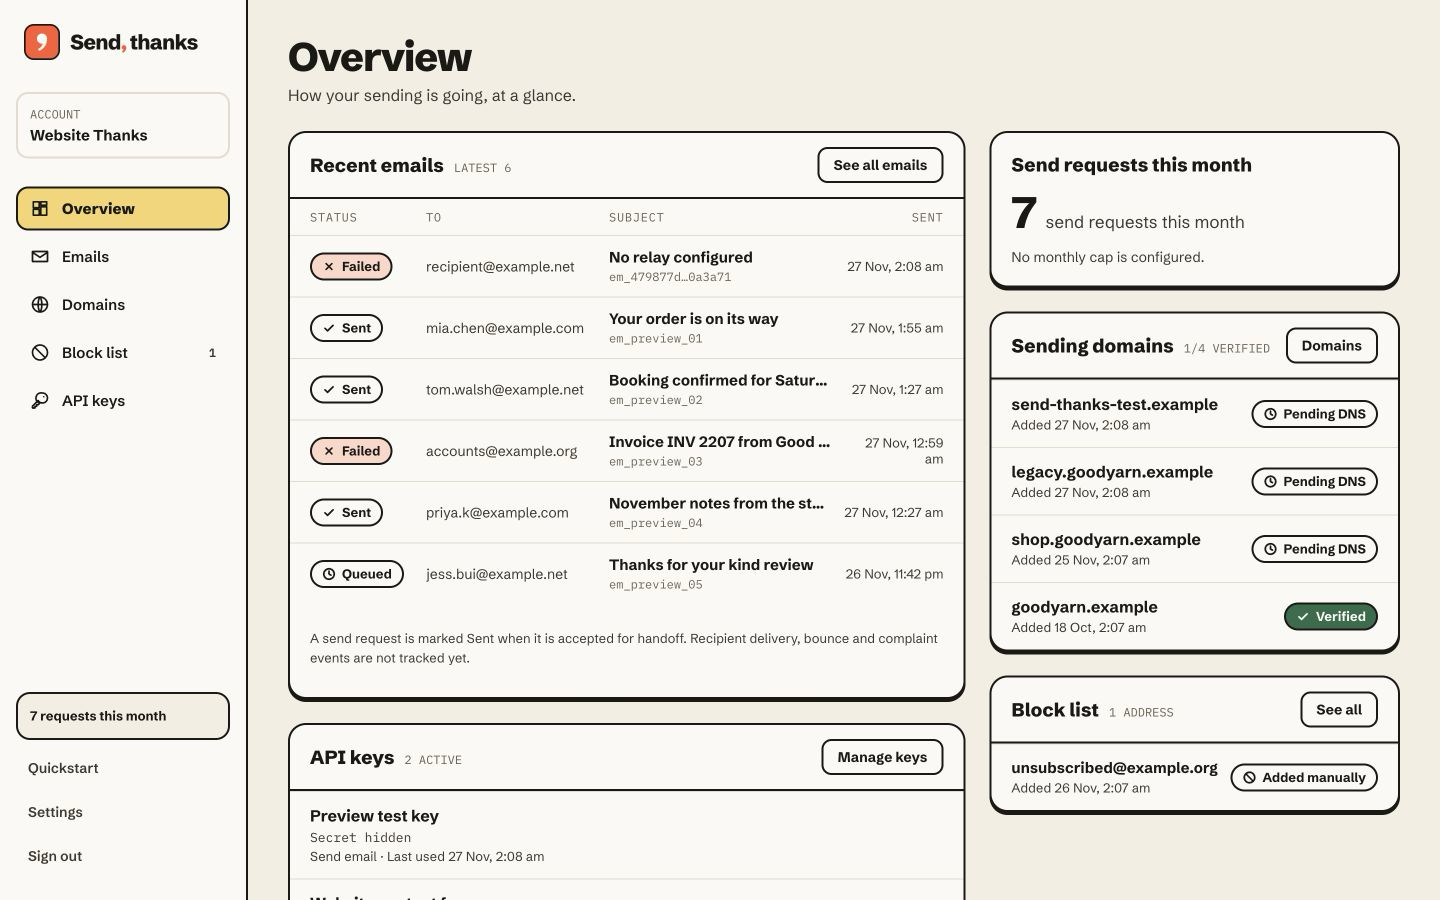 Send, thanks
ACCOUNT
Website Thanks
Overview
Emails
Domains
Block list 1
API keys
7 requests this month
Quickstart
Settings
Sign out
Overview
How your sending is going, at a glance.
Recent emails LATEST 6 See all emails
STATUS TO SUBJECT SENT
Failed recipient@example.net No relay configured 27 Nov, 2:08 am
em_479877d…0a3a71
Sent mia.chen@example.com Your order is on its way 27 Nov, 1:55 am
em_preview_01
Sent tom.walsh@example.net Booking confirmed for Satur… 27 Nov, 1:27 am
em_preview_02
Failed accounts@example.org Invoice INV 2207 from Good … 27 Nov, 12:59 am
em_preview_03
Sent priya.k@example.com November notes from the st… 27 Nov, 12:27 am
em_preview_04
Queued jess.bui@example.net Thanks for your kind review 26 Nov, 11:42 pm
em_preview_05
A send request is marked Sent when it is accepted for handoff. Recipient delivery, bounce and complaint
events are not tracked yet.
API keys 2 ACTIVE Manage keys
Preview test key
Secret hidden
Send email · Last used 27 Nov, 2:08 am
Send requests this month
7 send requests this month
No monthly cap is configured.
Sending domains 1/4 VERIFIED Domains
send-thanks-test.example Pending DNS
Added 27 Nov, 2:08 am
legacy.goodyarn.example Pending DNS
Added 27 Nov, 2:08 am
shop.goodyarn.example Pending DNS
Added 25 Nov, 2:07 am
goodyarn.example Verified
Added 18 Oct, 2:07 am
Block list 1 ADDRESS See all
unsubscribed@example.org Added manually
Added 26 Nov, 2:07 am